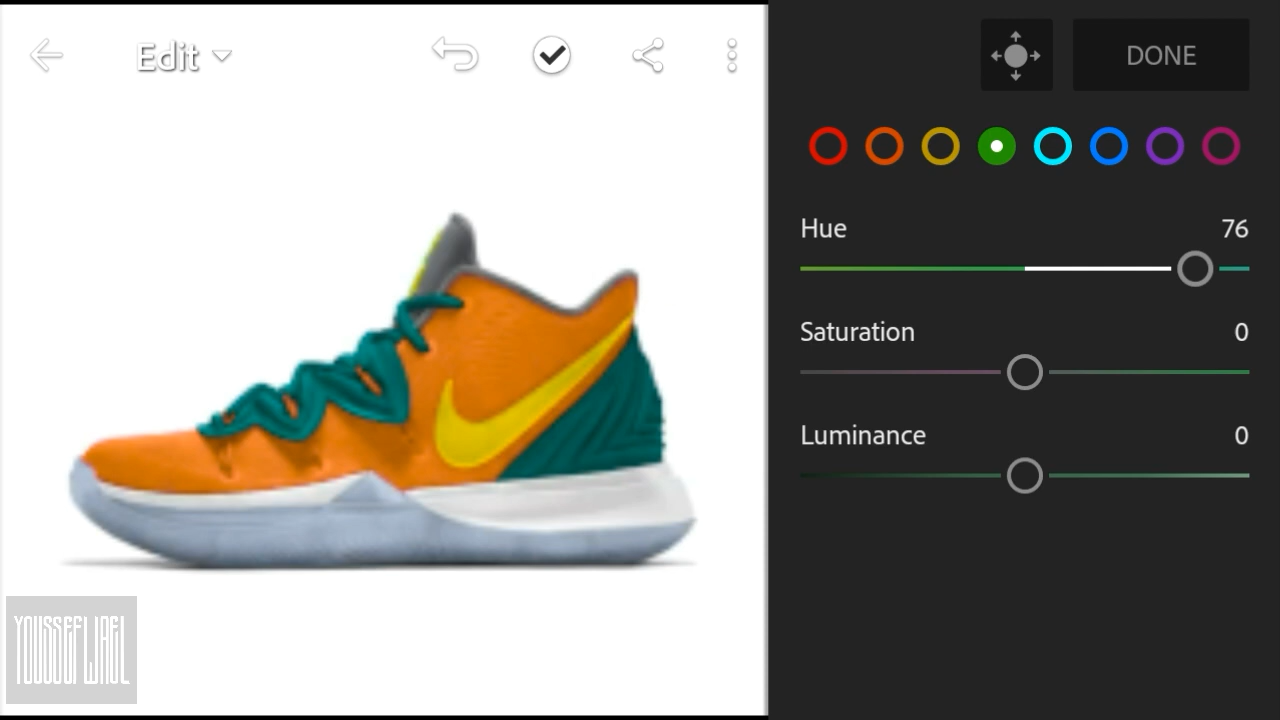 Edit
DONE
Hue
76
Saturation
0
Luminance
0
YOUSSEF WAEL